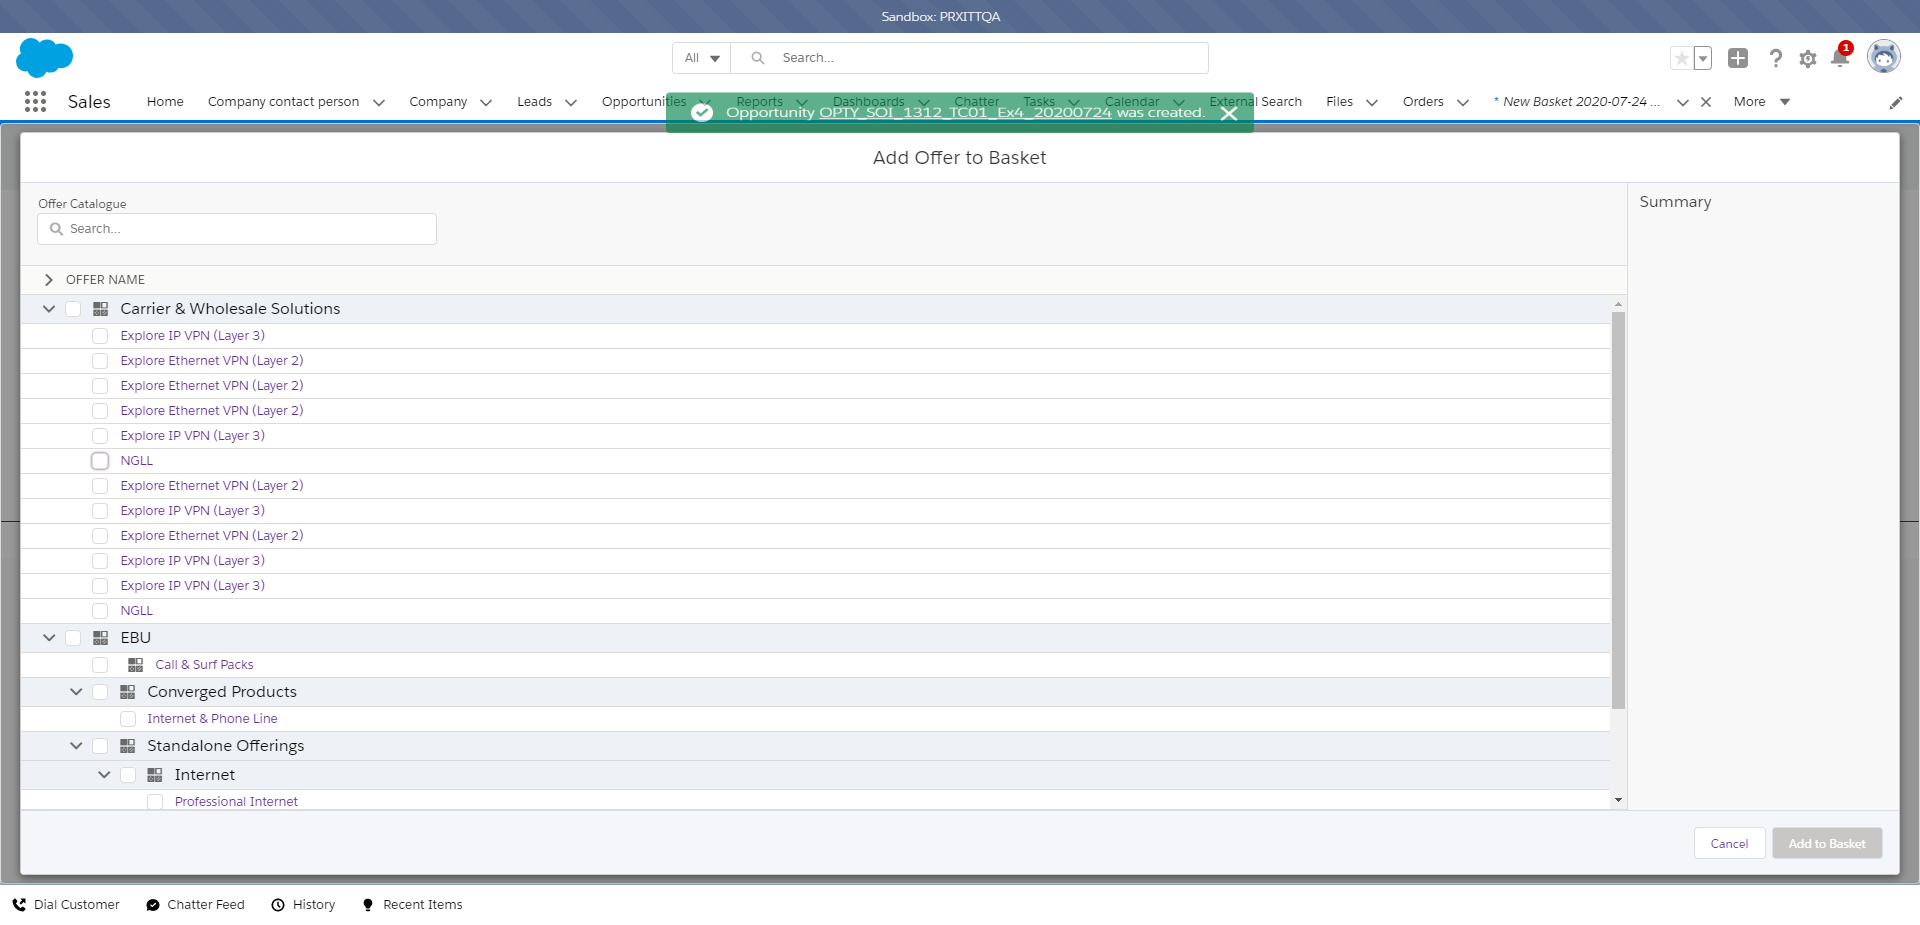 Sandbox: PRXITTQA
All
Search...
1
Sales
Home
Company contact person
Company
Leads
Opportunities
Reports
Dashboards
Chatter
Tasks
Calendar
External Search
Files
Orders
* New Basket 2020-07-24 ...
More
Opportunity OPTY_SOI_1312_TC01_Ex4_20200724 was created.
Add Offer to Basket
Offer Catalogue
Search...
Summary
OFFER NAME
Carrier & Wholesale Solutions
Explore IP VPN (Layer 3)
Explore Ethernet VPN (Layer 2)
Explore Ethernet VPN (Layer 2)
Explore Ethernet VPN (Layer 2)
Explore IP VPN (Layer 3)
NGLL
Explore Ethernet VPN (Layer 2)
Explore IP VPN (Layer 3)
Explore Ethernet VPN (Layer 2)
Explore IP VPN (Layer 3)
Explore IP VPN (Layer 3)
NGLL
EBU
Call & Surf Packs
Converged Products
Internet & Phone Line
Standalone Offerings
Internet
Professional Internet
Cancel
Add to Basket
Dial Customer
Chatter Feed
History
Recent Items